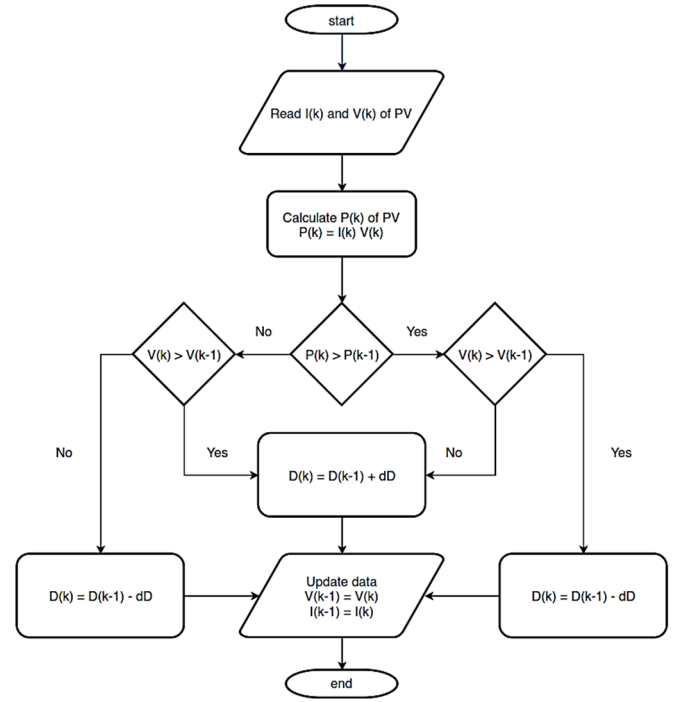 start
Read I(k) and V(k) of PV
Calculate P(k) of PV
P(k) = I(k) V(k)
No
Yes
V(k) > V(k-1)
P(k) > P(k-1)
V(k) > V(k-1)
No
Yes
No
Yes
D(k) = D(k-1) + dD
D(k) = D(k-1) - dD
Update data
V(k-1) = V(k)
I(k-1) = I(k)
D(k) = D(k-1) - dD
end